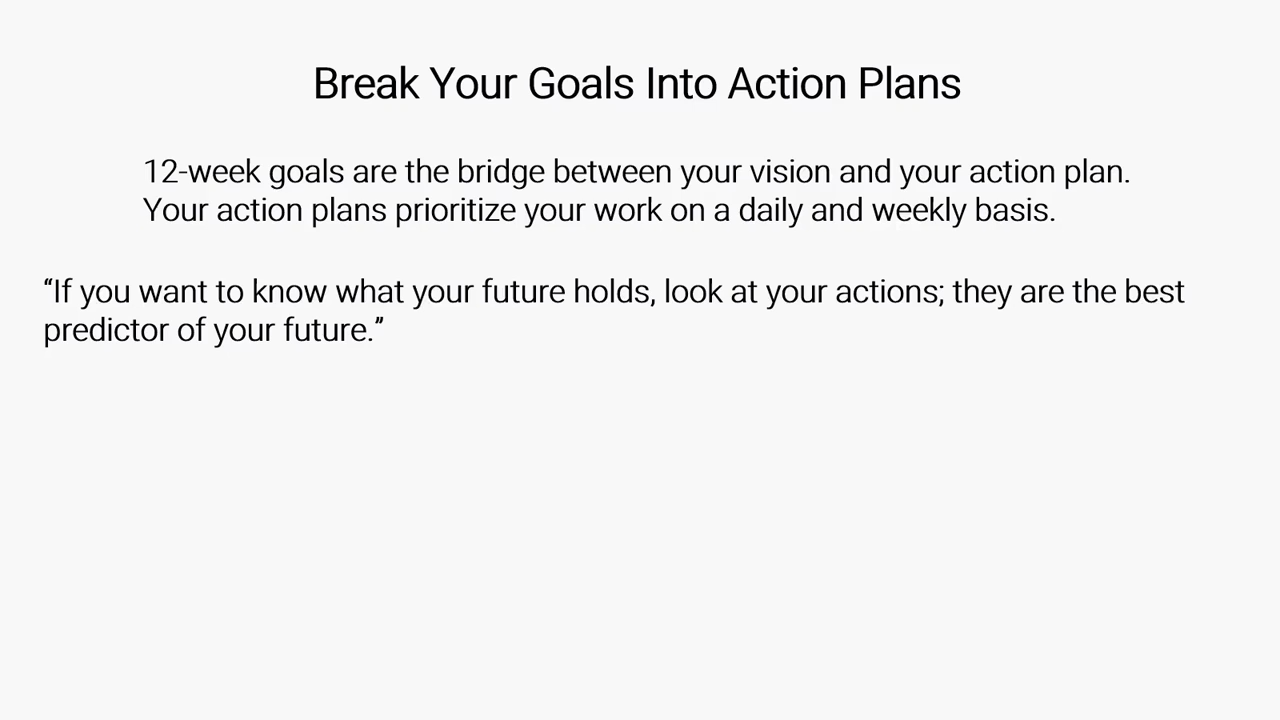 Break Your Goals Into Action Plans
12-week goals are the bridge between your vision and your action plan.
Your action plans prioritize your work on a daily and weekly basis.
“If you want to know what your future holds, look at your actions; they are the best
predictor of your future.”